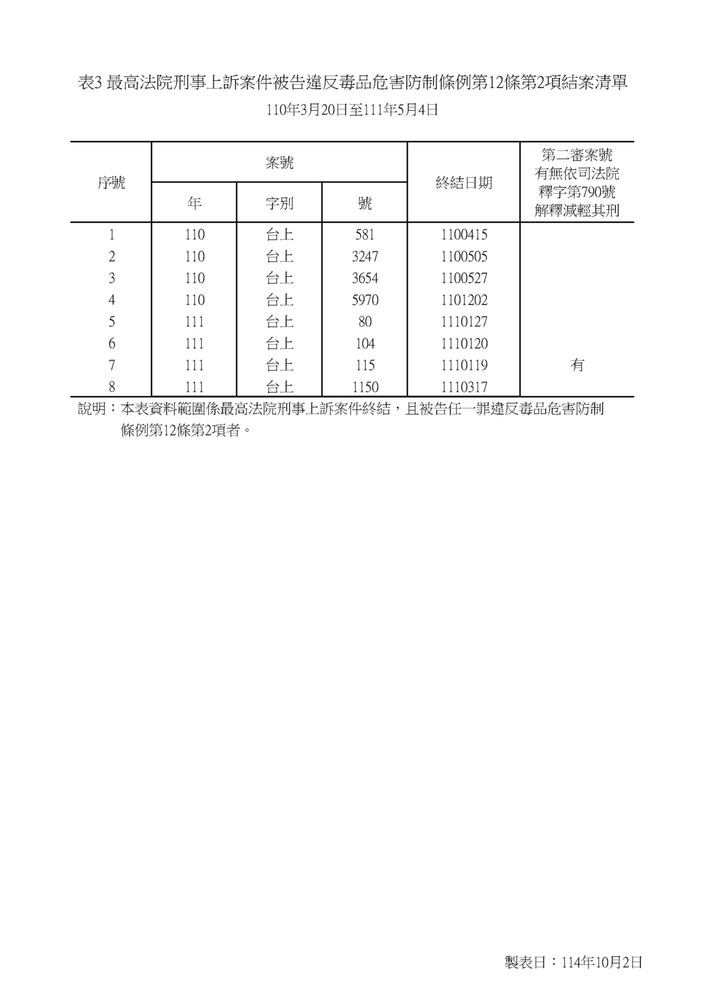 表3 最高法院刑事上訴案件被告違反毒品危害防制條例第12條第2項結案清單
110年3月20日至111年5月4日
序號 案號 終結日期 第二審案號
有無依司法院
釋字第790號
解釋減輕其刑
年 字別 號
1 110 台上 581 1100415
2 110 台上 3247 1100505
3 110 台上 3654 1100527
4 110 台上 5970 1101202
5 111 台上 80 1110127
6 111 台上 104 1110120
7 111 台上 115 1110119 有
8 111 台上 1150 1110317
說明：本表資料範圍係最高法院刑事上訴案件終結，且被告任一罪違反毒品危害防制
條例第12條第2項者。
製表日：114年10月2日